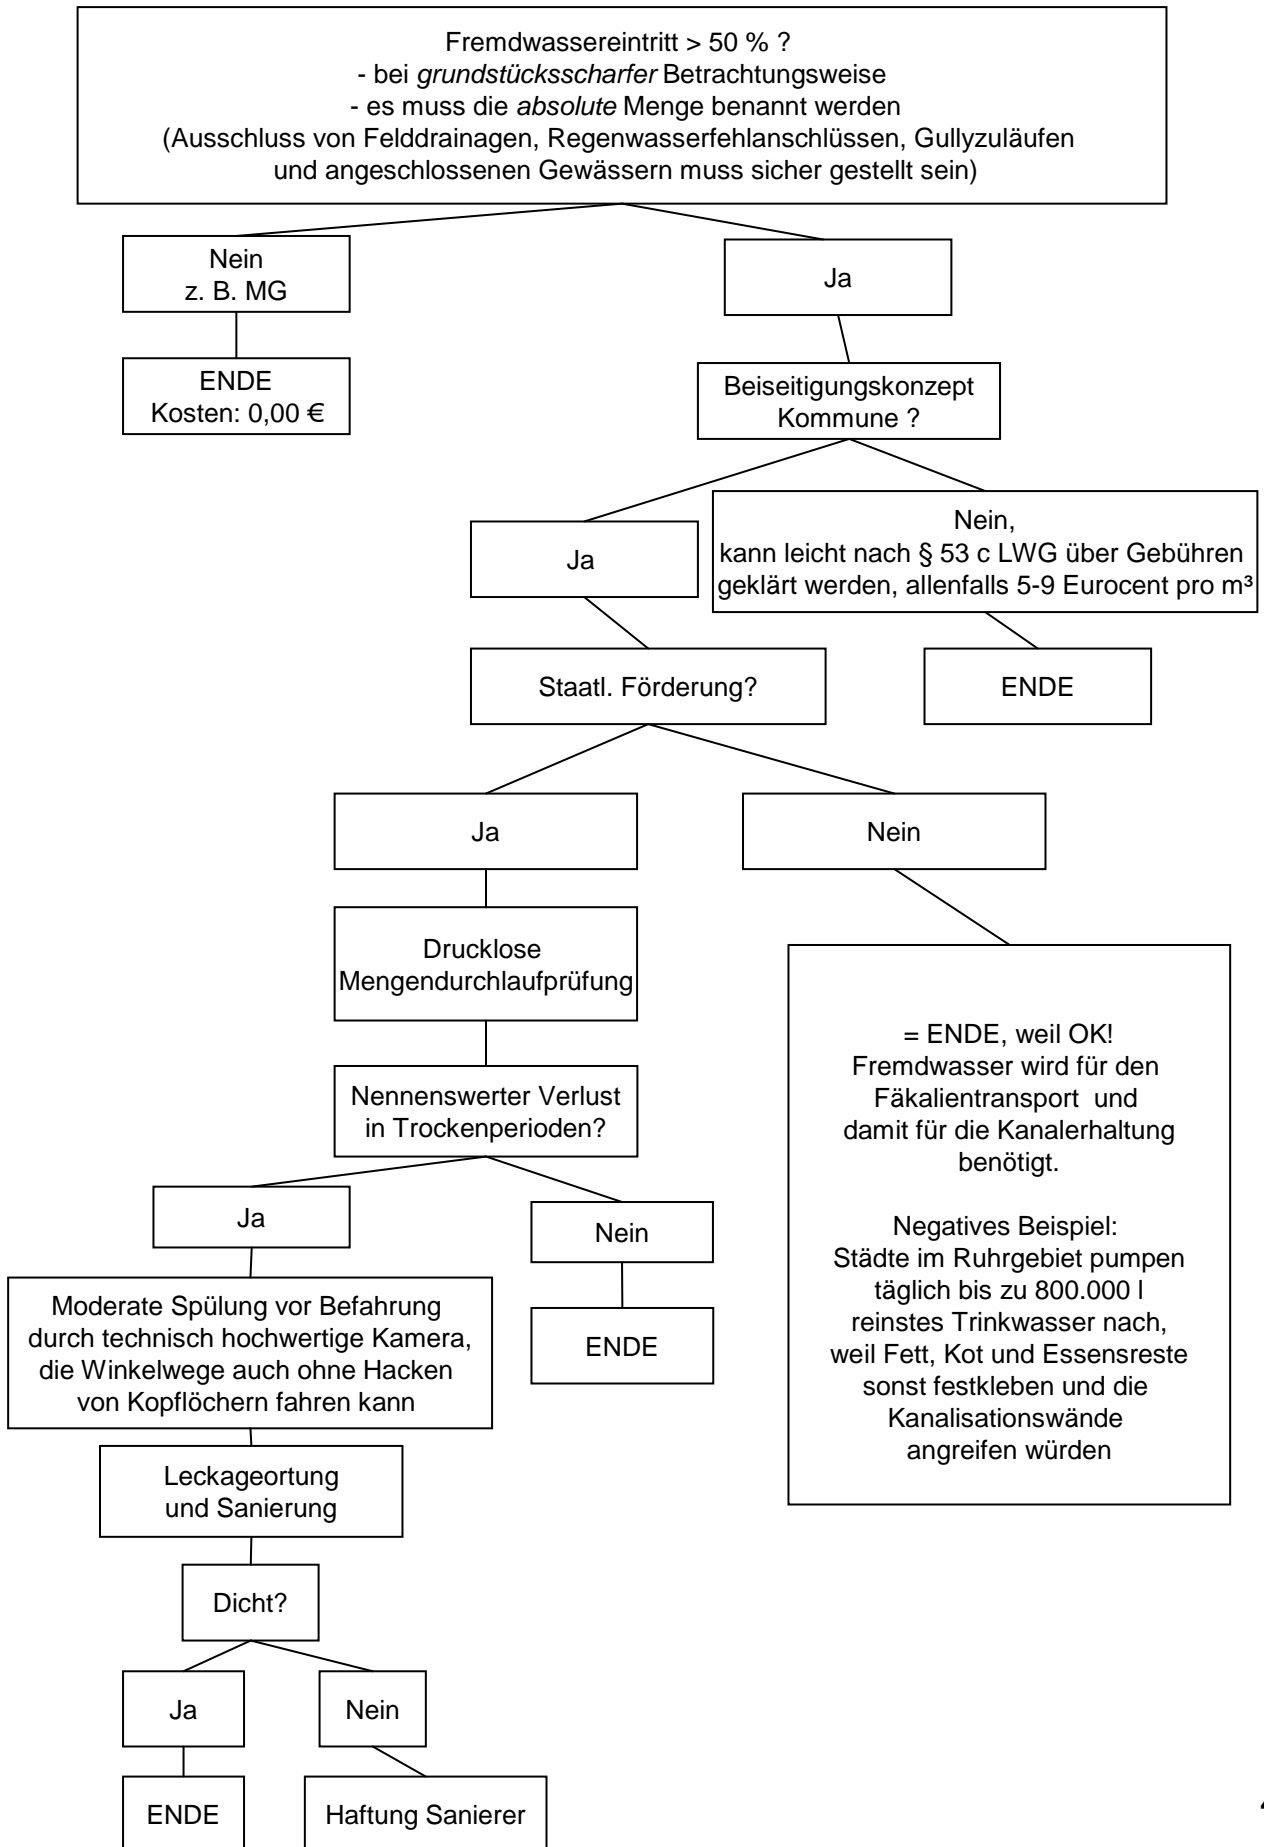 Fremdwassereintritt > 50 % ?
- bei grundstücksscharfer Betrachtungsweise
- es muss die absolute Menge benannt werden
(Ausschluss von Felddrainagen, Regenwasserfehlanschlüssen, Gullyzuläufen
und angeschlossenen Gewässern muss sicher gestellt sein)
Nein
z. B. MG
Ja
ENDE
Kosten: 0,00 €
Beiseitigungskonzept
Kommune ?
Ja
Nein,
kann leicht nach § 53 c LWG über Gebühren
geklärt werden, allenfalls 5-9 Eurocent pro m³
Staatl. Förderung?
ENDE
Ja
Nein
Drucklose
Mengendurchlaufprüfung
Nennenswerter Verlust
in Trockenperioden?
= ENDE, weil OK!
Fremdwasser wird für den
Fäkalientransport und
damit für die Kanalerhaltung
benötigt.
Negatives Beispiel:
Städte im Ruhrgebiet pumpen
täglich bis zu 800.000 l
reinstes Trinkwasser nach,
weil Fett, Kot und Essensreste
sonst festkleben und die
Kanalisationswände
angreifen würden
Ja
Nein
Moderate Spülung vor Befahrung
durch technisch hochwertige Kamera,
die Winkelwege auch ohne Hacken
von Kopflöchern fahren kann
ENDE
Leckageortung
und Sanierung
Dicht?
Ja
Nein
ENDE
Haftung Sanierer